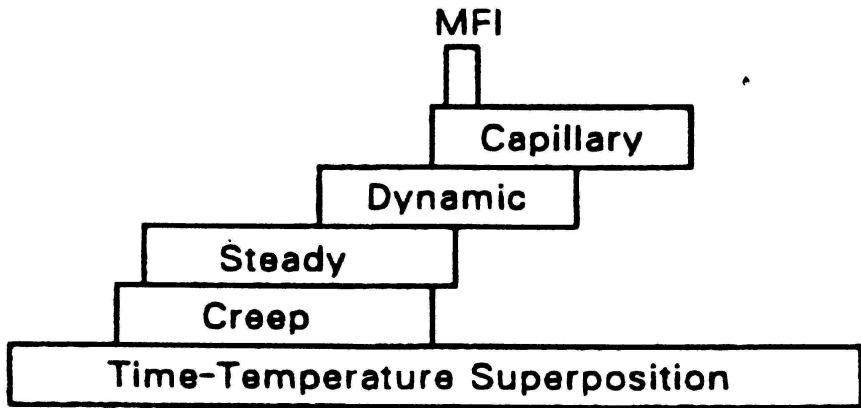 MFI
Capillary
Dynamic
Steady
Creep
Time-Temperature Superposition